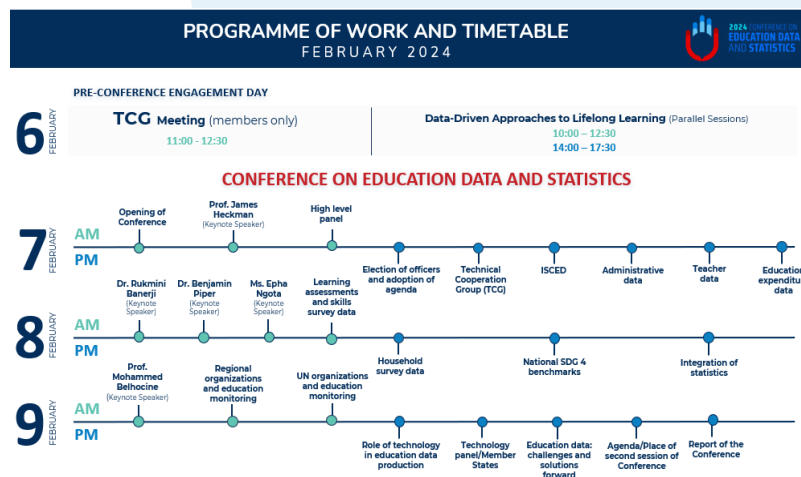 PROGRAMME OF WORK AND TIMETABLE
FEBRUARY 2024
2024 CONFERENCE ON
EDUCATION DATA
AND STATISTICS
PRE-CONFERENCE ENGAGEMENT DAY
6 FEBRUARY
TCG Meeting (members only)
11:00 - 12:30
Data-Driven Approaches to Lifelong Learning (Parallel Sessions)
10:00 – 12:30
14:00 – 17:30
CONFERENCE ON EDUCATION DATA AND STATISTICS
7 FEBRUARY
AM
PM
Opening of
Conference
Prof. James
Heckman
(Keynote Speaker)
High level
panel
Election of officers
and adoption of
agenda
Technical
Cooperation
Group (TCG)
ISCED
Administrative
data
Teacher
data
Education
expenditu
data
8 FEBRUARY
AM
PM
Dr. Rukmini
Banerji
(Keynote
Speaker)
Dr. Benjamin
Piper
(Keynote
Speaker)
Ms. Epha
Ngota
(Keynote
Speaker)
Learning
assessments
and skills
survey data
Household
survey data
National SDG 4
benchmarks
Integration of
statistics
9 FEBRUARY
AM
PM
Prof.
Mohammed
Belhocine
(Keynote Speaker)
Regional
organizations
and education
monitoring
UN organizations
and education
monitoring
Role of technology
in education data
production
Technology
panel/Member
States
Education data:
challenges and
solutions
forward
Agenda/Place of
second session of
Conference
Report of the
Conference